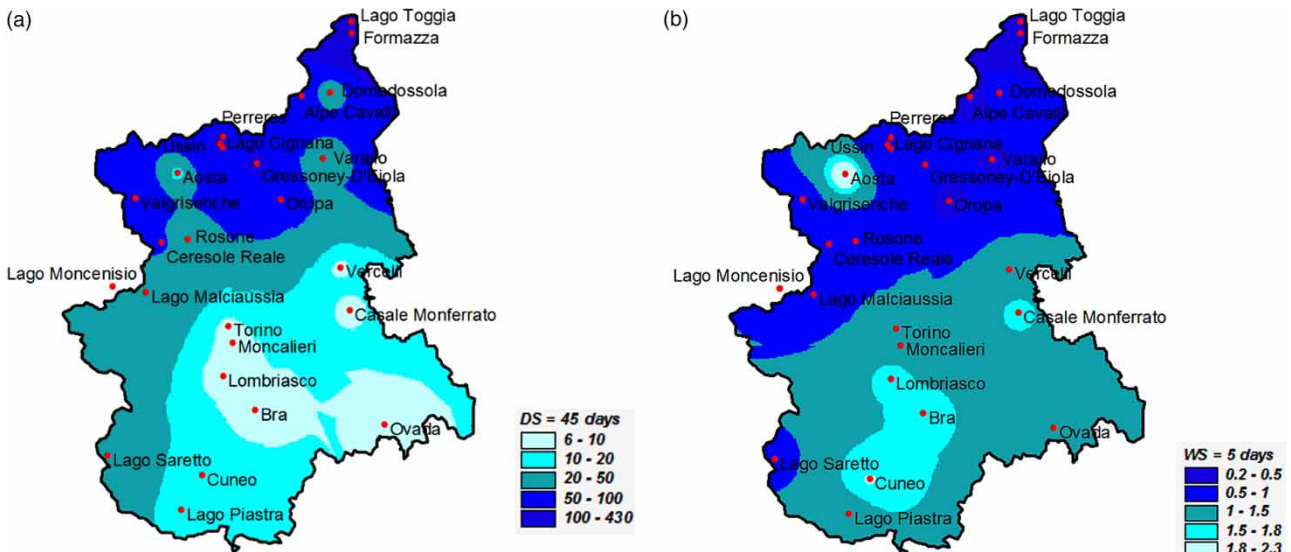 (a)
Lago Toggia
Formazza
Domodossola
Alpe Cavalli
Perreres
Ussin
Lago Cignana
Varallo
Aosta
Gressoney-D'Ejola
Valgrisenche
Oropa
Rosone
Ceresole Reale
Vercelli
Lago Moncenisio
Lago Malciaussia
Casale Monferrato
Torino
Moncalieri
Lombriasco
Bra
Ovada
Lago Saretto
Cuneo
Lago Piastra
DS = 45 days
6 - 10
10 - 20
20 - 50
50 - 100
100 - 430
(b)
Lago Toggia
Formazza
Domodossola
Alpe Cavalli
Perreres
Ussin
Lago Cignana
Varallo
Aosta
Gressoney-D'Ejola
Valgrisenche
Oropa
Rosone
Ceresole Reale
Vercelli
Lago Moncenisio
Lago Malciaussia
Casale Monferrato
Torino
Moncalieri
Lombriasco
Bra
Ovada
Lago Saretto
Cuneo
Lago Piastra
WS = 5 days
0.2 - 0.5
0.5 - 1
1 - 1.5
1.5 - 1.8
1.8 - 2.3